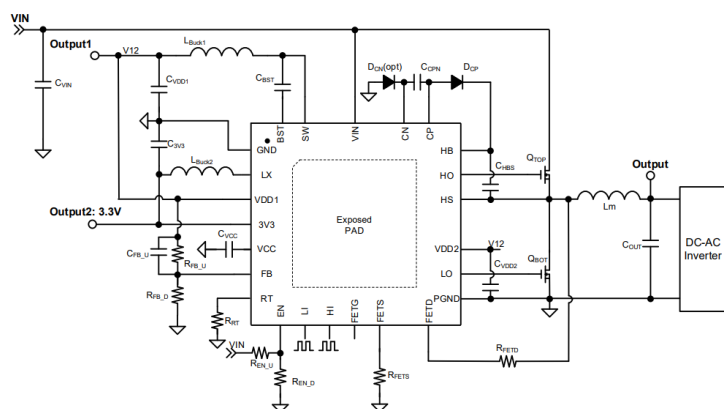 VIN
Output1
V12
LBuck1
CVIN
CVDD1
CBST
DCN(opt)
CCPN
DCP
BST
SW
VIN
CN
CP
GND
HB
QTOP
C3V3
CHBS
Output
LBuck2
LX
HO
HS
Lm
VDD1
Exposed
PAD
Output2: 3.3V
3V3
DC-AC
Inverter
CVCC
VCC
VDD2
V12
COUT
CFB_U
RFB_U
CVDD2
QBOT
FB
LO
RFB_D
RT
PGND
EN
LI
HI
FETG
FETS
FETD
RRT
VIN
REN_U
RFETD
REN_D
RFETS